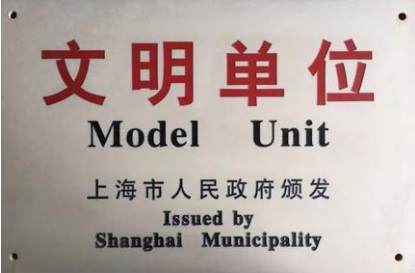 文明单位
Model Unit
上海市人民政府颁发
Issued by
Shanghai Municipality